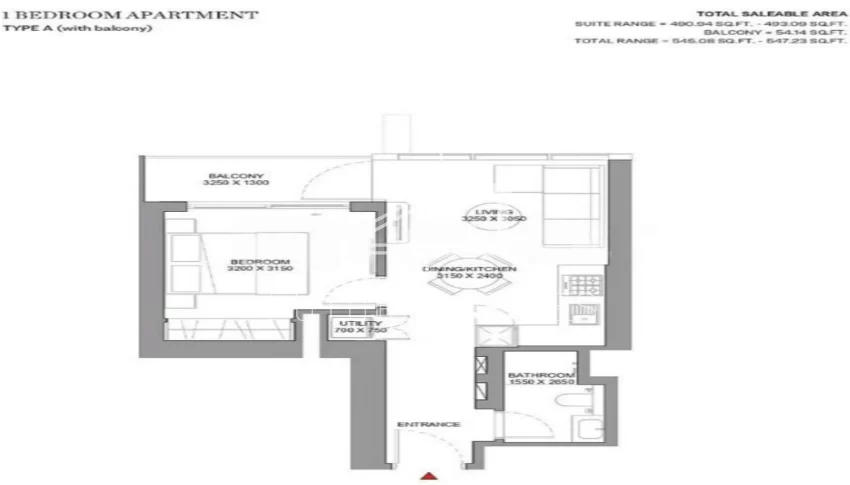 1 BEDROOM APARTMENT
TYPE A (with balcony)
TOTAL SALEABLE AREA
SUITE RANGE = 490.94 SQ.FT. - 493.09 SQ.FT.
BALCONY = 54.14 SQ.FT.
TOTAL RANGE = 545.08 SQ.FT. - 547.23 SQ.FT.
BALCONY
3250 X 1300
LIVING
3250 X 3050
BEDROOM
3200 X 3150
DINING/KITCHEN
3150 X 2400
UTILITY
700 X 750
BATHROOM
1550 X 2650
ENTRANCE